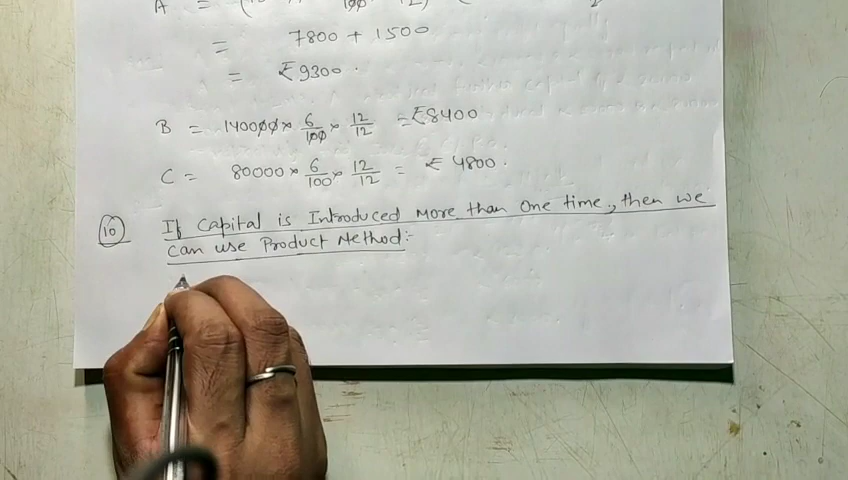 A =
= 7800 + 1500
= ₹9300.
B = 140000 × 6/100 × 12/12 = ₹8400
C = 80000 × 6/100 × 12/12 = ₹ 4800.
10 If Capital is Introduced More than One time, then we
can use Product Method:-